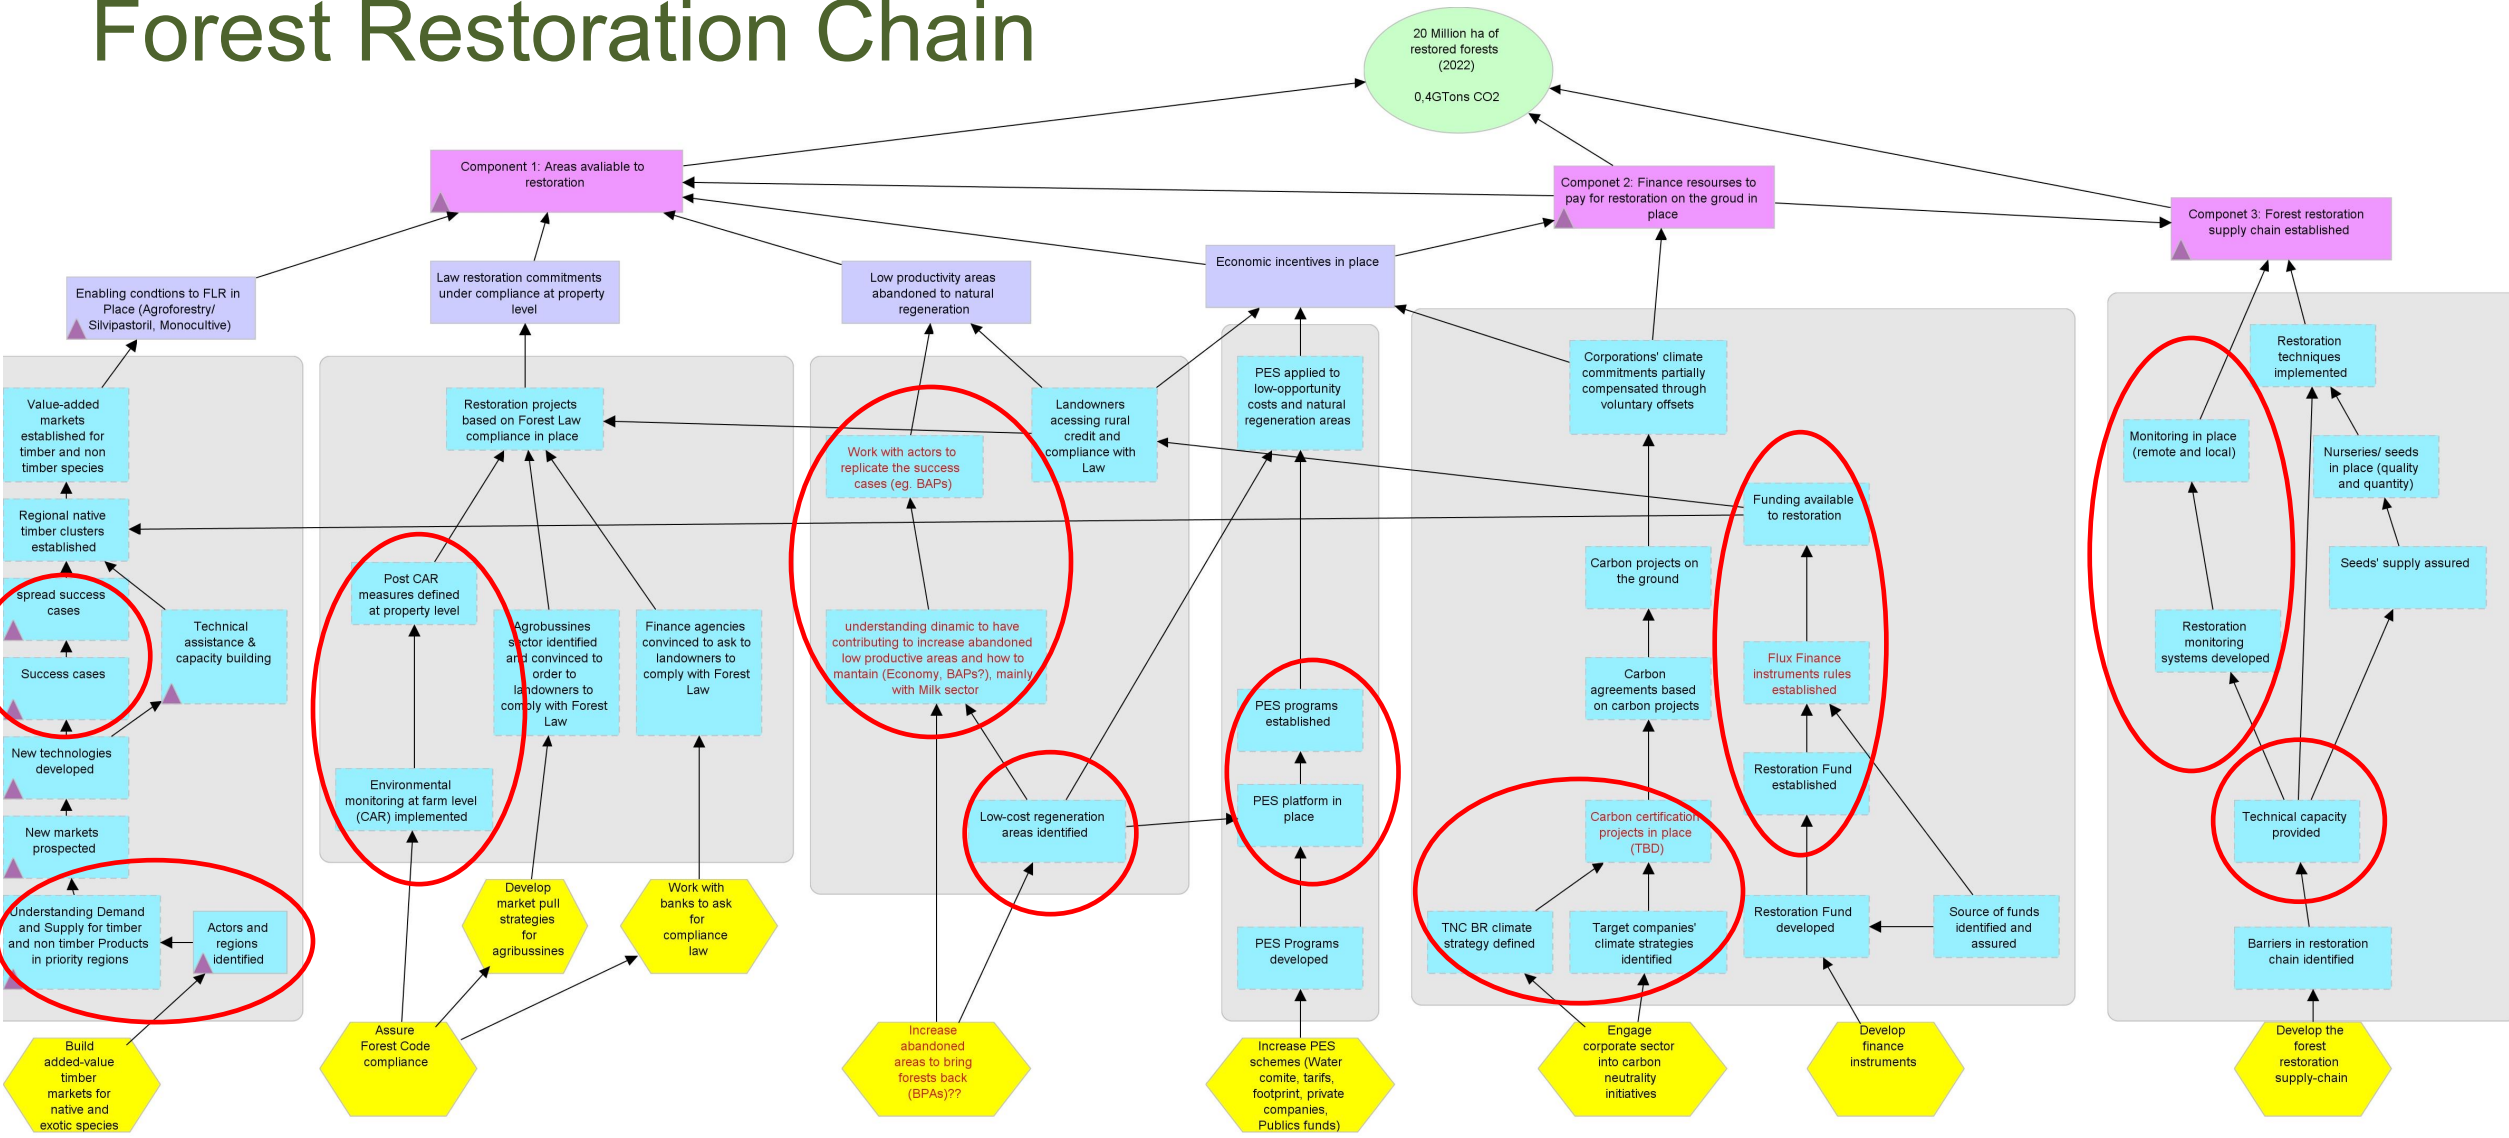 Forest Restoration Chain
20 Million ha of
restored forests
(2022)
0,4GTons CO2
Component 1: Areas avaliable to
restoration
Componet 2: Finance resourses to
pay for restoration on the groud in
place
Componet 3: Forest restoration
supply chain established
Enabling condtions to FLR in
Place (Agroforestry/
Silvipastoril, Monocultive)
Law restoration commitments
under compliance at property
level
Low productivity areas
abandoned to natural
regeneration
Economic incentives in place
Value-added
markets
established for
timber and non
timber species
Regional native
timber clusters
established
spread success
cases
Success cases
Technical
assistance &
capacity building
New technologies
developed
New markets
prospected
Understanding Demand
and Supply for timber
and non timber Products
in priority regions
Actors and
regions
identified
Build
added-value
timber
markets for
native and
exotic species
Restoration projects
based on Forest Law
compliance in place
Post CAR
measures defined
at property level
Agrobussines
sector identified
and convinced to
order to
landowners to
comply with Forest
Law
Finance agencies
convinced to ask to
landowners to
comply with Forest
Law
Environmental
monitoring at farm level
(CAR) implemented
Develop
market pull
strategies
for
agribussines
Work with
banks to ask
for
compliance
law
Assure
Forest Code
compliance
Landowners
acessing rural
credit and
compliance with
Law
Work with actors to
replicate the success
cases (eg. BAPs)
understanding dinamic to have
contributing to increase abandoned
low productive areas and how to
mantain (Economy, BAPs?), mainly
with Milk sector
Low-cost regeneration
areas identified
Increase
abandoned
areas to bring
forests back
(BPAs)??
PES applied to
low-opportunity
costs and natural
regeneration areas
PES programs
established
PES platform in
place
PES Programs
developed
Increase PES
schemes (Water
comite, tarifs,
footprint, private
companies,
Publics funds)
Corporations' climate
commitments partially
compensated through
voluntary offsets
Carbon projects on
the ground
Carbon
agreements based
on carbon projects
Carbon certification
projects in place
(TBD)
TNC BR climate
strategy defined
Target companies'
climate strategies
identified
Engage
corporate sector
into carbon
neutrality
initiatives
Funding available
to restoration
Flux Finance
instruments rules
established
Restoration Fund
established
Restoration Fund
developed
Source of funds
identified and
assured
Develop
finance
instruments
Restoration
techniques
implemented
Monitoring in place
(remote and local)
Nurseries/ seeds
in place (quality
and quantity)
Seeds' supply assured
Restoration
monitoring
systems developed
Technical capacity
provided
Barriers in restoration
chain identified
Develop the
forest
restoration
supply-chain